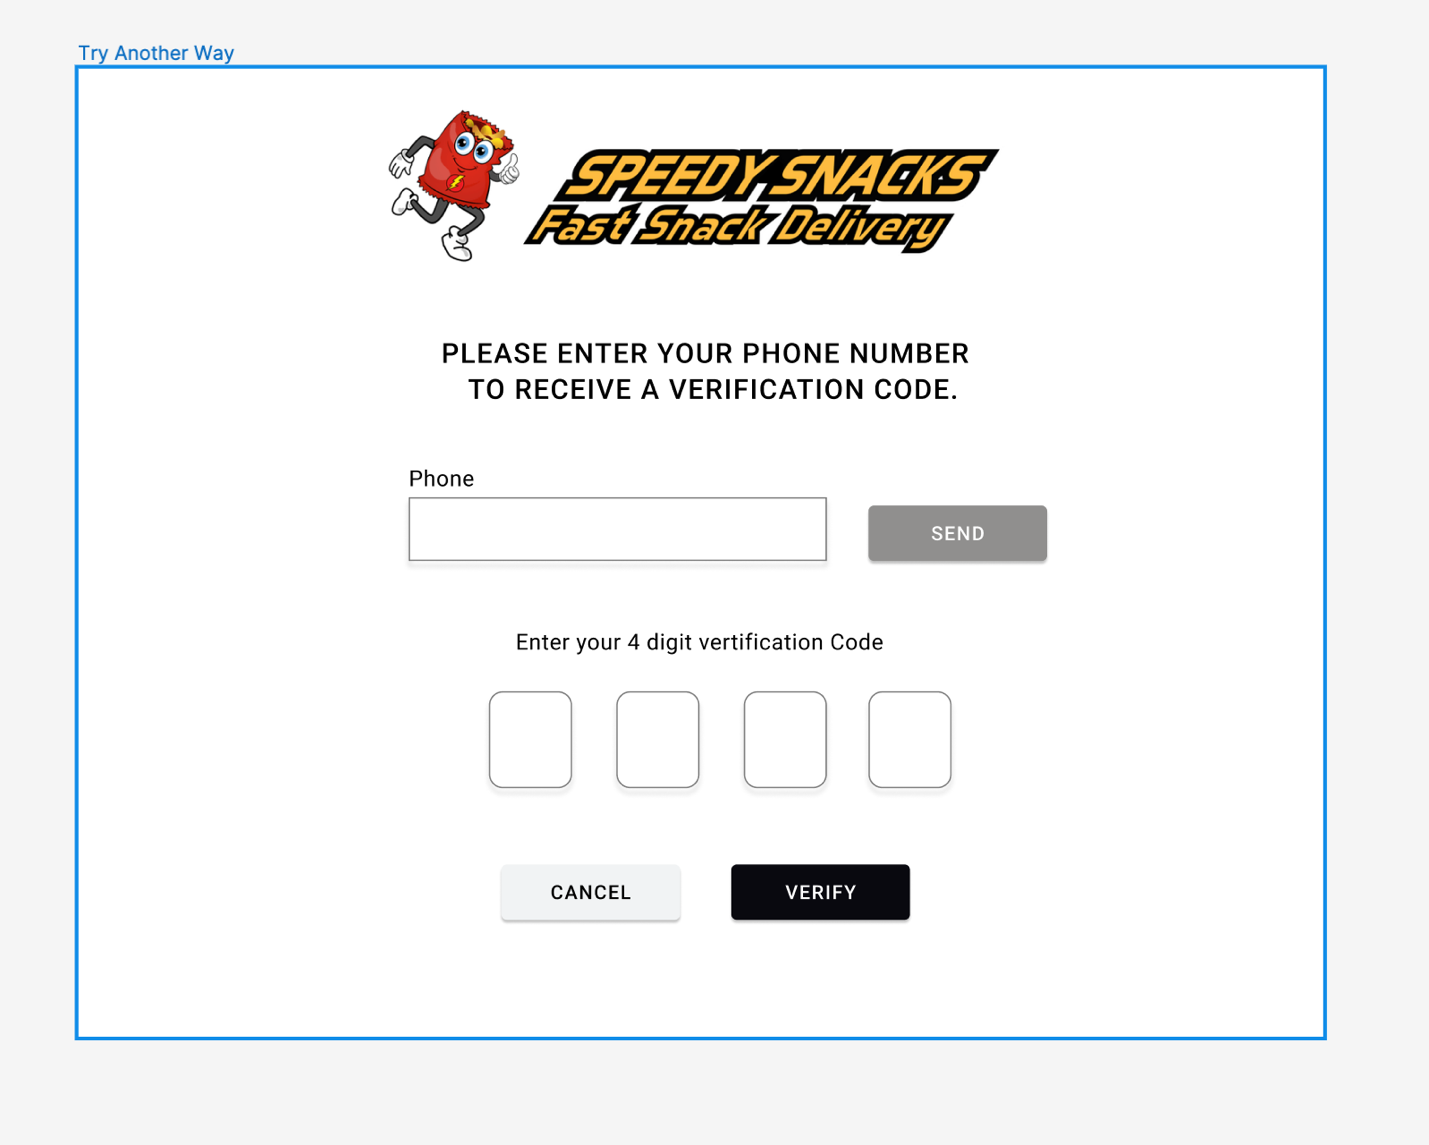 Try Another Way
SPEEDY SNACKS
Fast Snack Delivery
PLEASE ENTER YOUR PHONE NUMBER
TO RECEIVE A VERIFICATION CODE.
Phone
SEND
Enter your 4 digit vertification Code
CANCEL
VERIFY